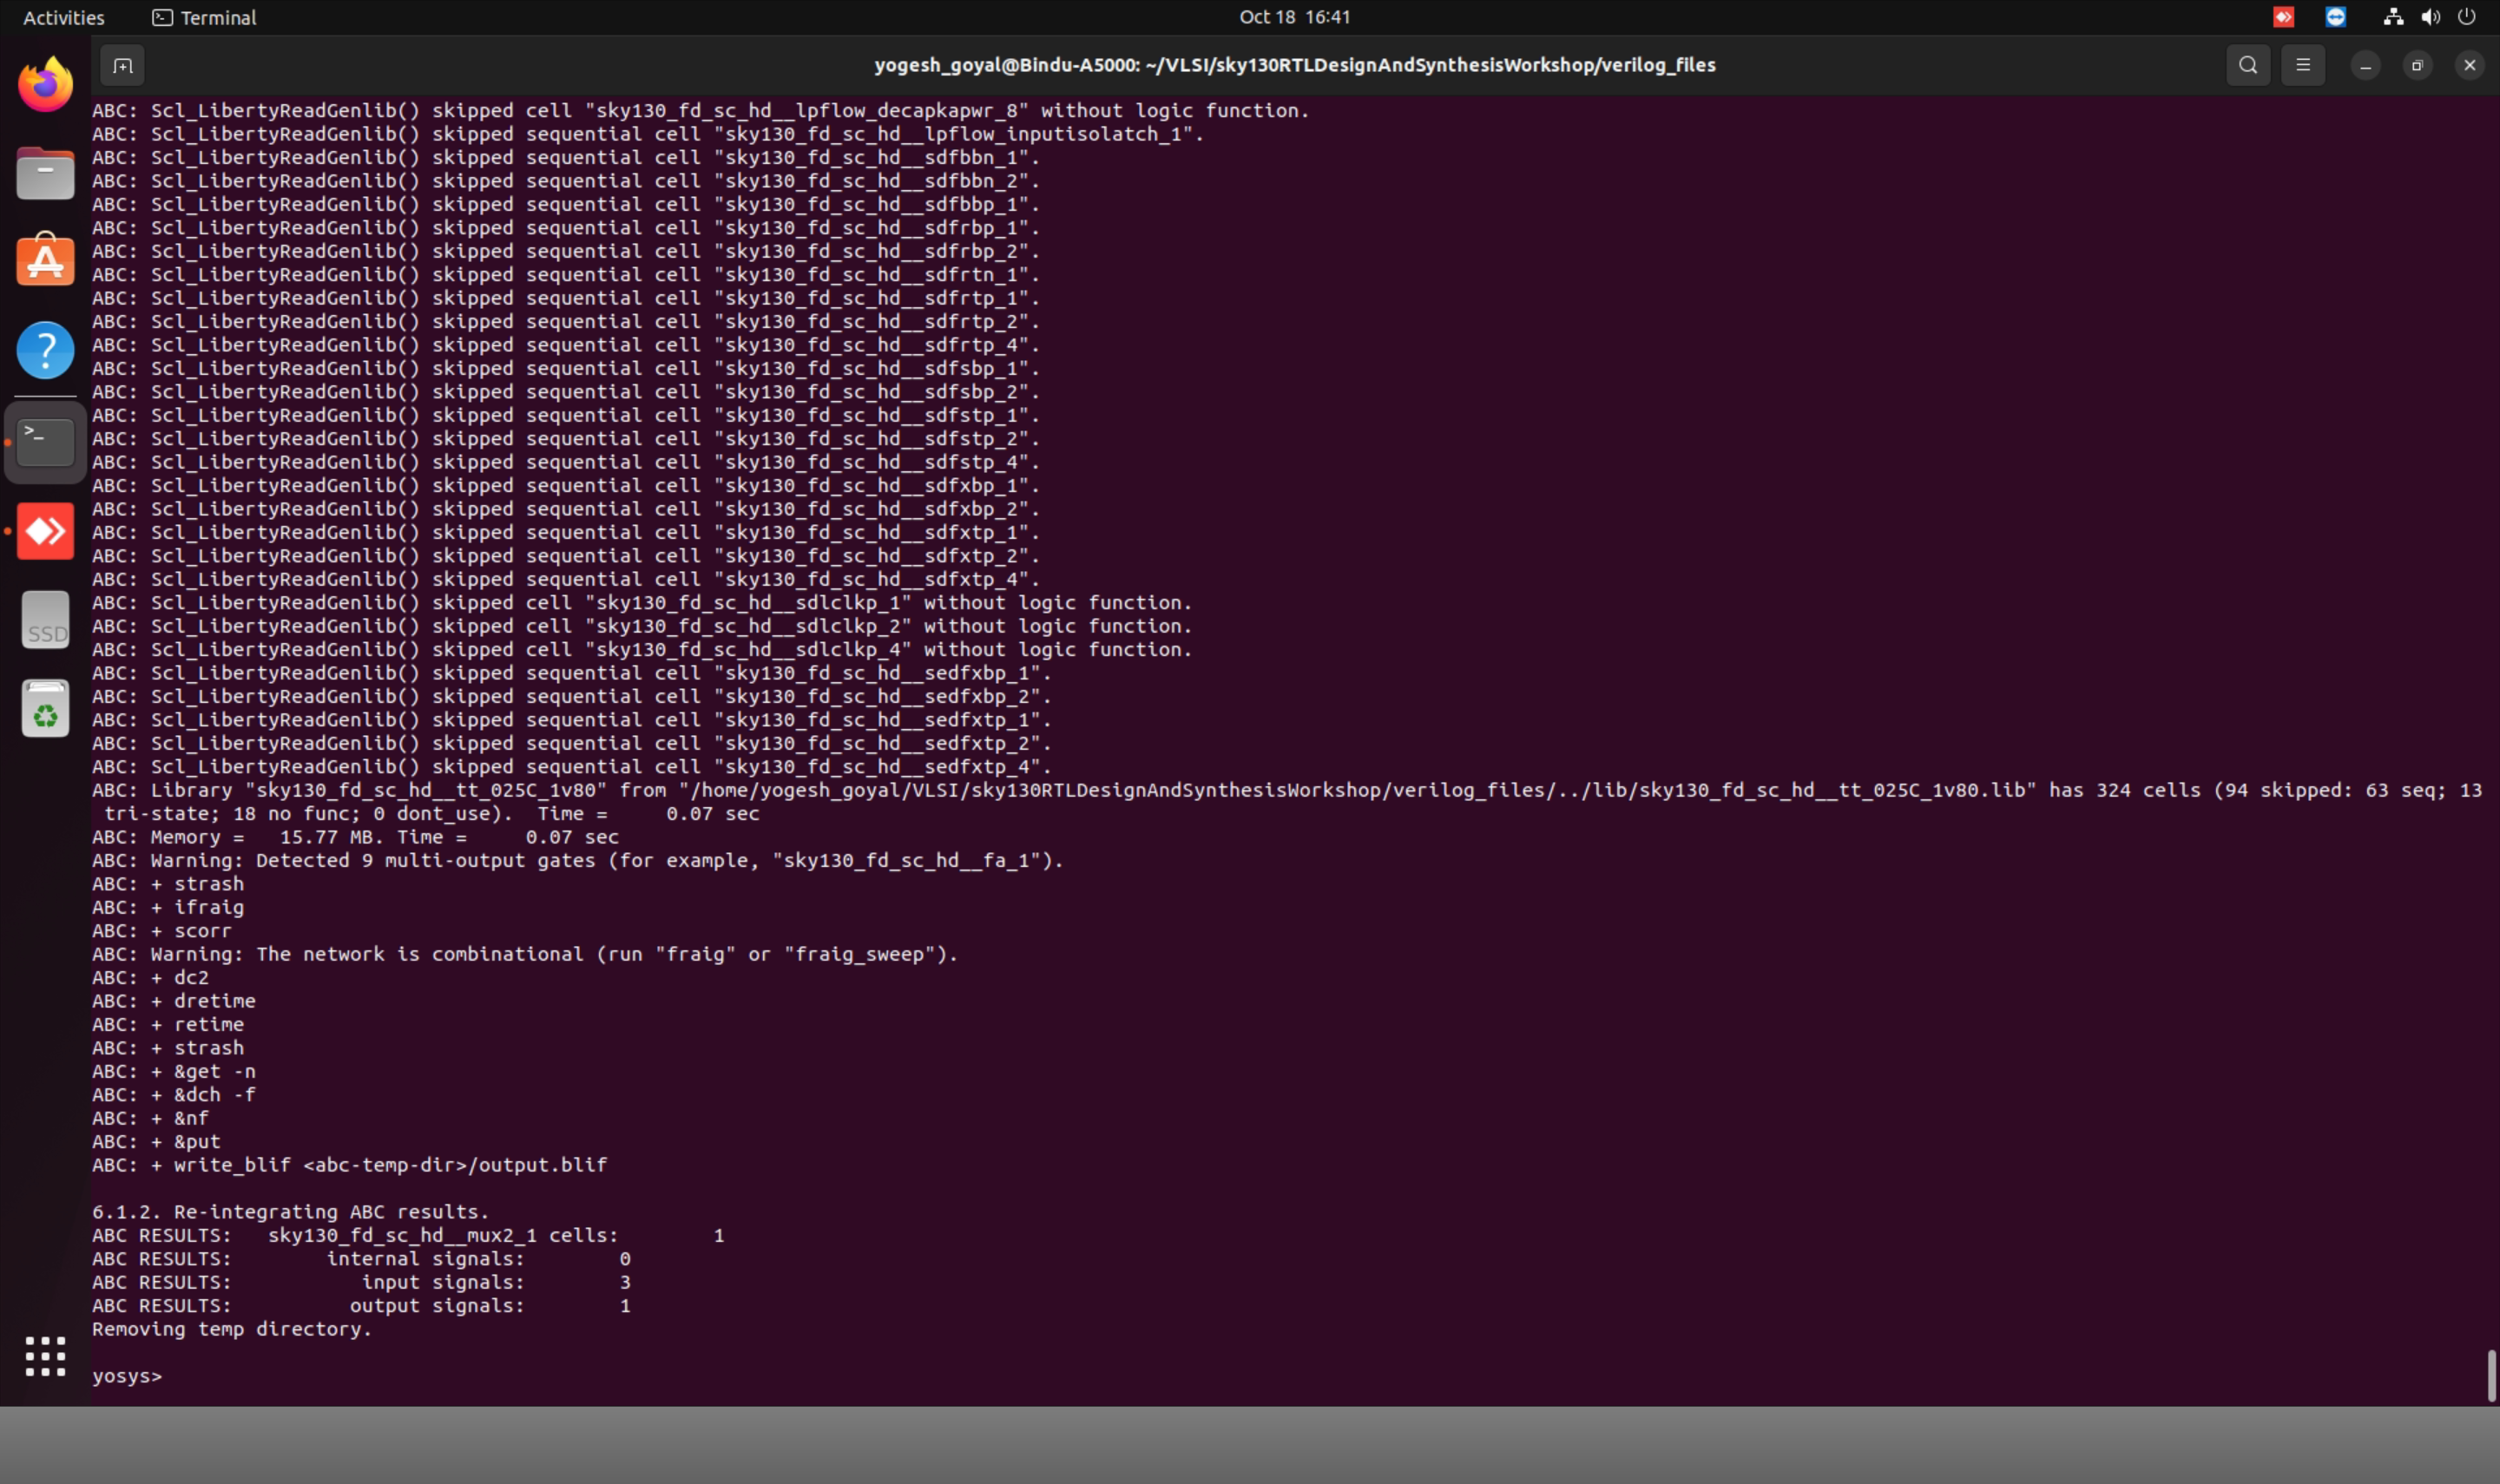 Activities Terminal Oct 18 16:41
yogesh_goyal@Bindu-A5000: ~/VLSI/sky130RTLDesignAndSynthesisWorkshop/verilog_files
ABC: Scl_LibertyReadGenlib() skipped cell "sky130_fd_sc_hd__lpflow_decapkapwr_8" without logic function.
ABC: Scl_LibertyReadGenlib() skipped sequential cell "sky130_fd_sc_hd__lpflow_inputisolatch_1".
ABC: Scl_LibertyReadGenlib() skipped sequential cell "sky130_fd_sc_hd__sdfbbn_1".
ABC: Scl_LibertyReadGenlib() skipped sequential cell "sky130_fd_sc_hd__sdfbbn_2".
ABC: Scl_LibertyReadGenlib() skipped sequential cell "sky130_fd_sc_hd__sdfbbp_1".
ABC: Scl_LibertyReadGenlib() skipped sequential cell "sky130_fd_sc_hd__sdfrbp_1".
ABC: Scl_LibertyReadGenlib() skipped sequential cell "sky130_fd_sc_hd__sdfrbp_2".
ABC: Scl_LibertyReadGenlib() skipped sequential cell "sky130_fd_sc_hd__sdfrtn_1".
ABC: Scl_LibertyReadGenlib() skipped sequential cell "sky130_fd_sc_hd__sdfrtp_1".
ABC: Scl_LibertyReadGenlib() skipped sequential cell "sky130_fd_sc_hd__sdfrtp_2".
ABC: Scl_LibertyReadGenlib() skipped sequential cell "sky130_fd_sc_hd__sdfrtp_4".
ABC: Scl_LibertyReadGenlib() skipped sequential cell "sky130_fd_sc_hd__sdfsbp_1".
ABC: Scl_LibertyReadGenlib() skipped sequential cell "sky130_fd_sc_hd__sdfsbp_2".
ABC: Scl_LibertyReadGenlib() skipped sequential cell "sky130_fd_sc_hd__sdfstp_1".
ABC: Scl_LibertyReadGenlib() skipped sequential cell "sky130_fd_sc_hd__sdfstp_2".
ABC: Scl_LibertyReadGenlib() skipped sequential cell "sky130_fd_sc_hd__sdfstp_4".
ABC: Scl_LibertyReadGenlib() skipped sequential cell "sky130_fd_sc_hd__sdfxbp_1".
ABC: Scl_LibertyReadGenlib() skipped sequential cell "sky130_fd_sc_hd__sdfxbp_2".
ABC: Scl_LibertyReadGenlib() skipped sequential cell "sky130_fd_sc_hd__sdfxtp_1".
ABC: Scl_LibertyReadGenlib() skipped sequential cell "sky130_fd_sc_hd__sdfxtp_2".
ABC: Scl_LibertyReadGenlib() skipped sequential cell "sky130_fd_sc_hd__sdfxtp_4".
ABC: Scl_LibertyReadGenlib() skipped cell "sky130_fd_sc_hd__sdlclkp_1" without logic function.
ABC: Scl_LibertyReadGenlib() skipped cell "sky130_fd_sc_hd__sdlclkp_2" without logic function.
ABC: Scl_LibertyReadGenlib() skipped cell "sky130_fd_sc_hd__sdlclkp_4" without logic function.
ABC: Scl_LibertyReadGenlib() skipped sequential cell "sky130_fd_sc_hd__sedfxbp_1".
ABC: Scl_LibertyReadGenlib() skipped sequential cell "sky130_fd_sc_hd__sedfxbp_2".
ABC: Scl_LibertyReadGenlib() skipped sequential cell "sky130_fd_sc_hd__sedfxtp_1".
ABC: Scl_LibertyReadGenlib() skipped sequential cell "sky130_fd_sc_hd__sedfxtp_2".
ABC: Scl_LibertyReadGenlib() skipped sequential cell "sky130_fd_sc_hd__sedfxtp_4".
ABC: Library "sky130_fd_sc_hd__tt_025C_1v80" from "/home/yogesh_goyal/VLSI/sky130RTLDesignAndSynthesisWorkshop/verilog_files/../lib/sky130_fd_sc_hd__tt_025C_1v80.lib" has 324 cells (94 skipped: 63 seq; 13
tri-state; 18 no func; 0 dont_use). Time = 0.07 sec
ABC: Memory = 15.77 MB. Time = 0.07 sec
ABC: Warning: Detected 9 multi-output gates (for example, "sky130_fd_sc_hd__fa_1").
ABC: + strash
ABC: + ifraig
ABC: + scorr
ABC: Warning: The network is combinational (run "fraig" or "fraig_sweep").
ABC: + dc2
ABC: + dretime
ABC: + retime
ABC: + strash
ABC: + &get -n
ABC: + &dch -f
ABC: + &nf
ABC: + &put
ABC: + write_blif <abc-temp-dir>/output.blif
6.1.2. Re-integrating ABC results.
ABC RESULTS: sky130_fd_sc_hd__mux2_1 cells: 1
ABC RESULTS: internal signals: 0
ABC RESULTS: input signals: 3
ABC RESULTS: output signals: 1
Removing temp directory.
yosys>
SSD